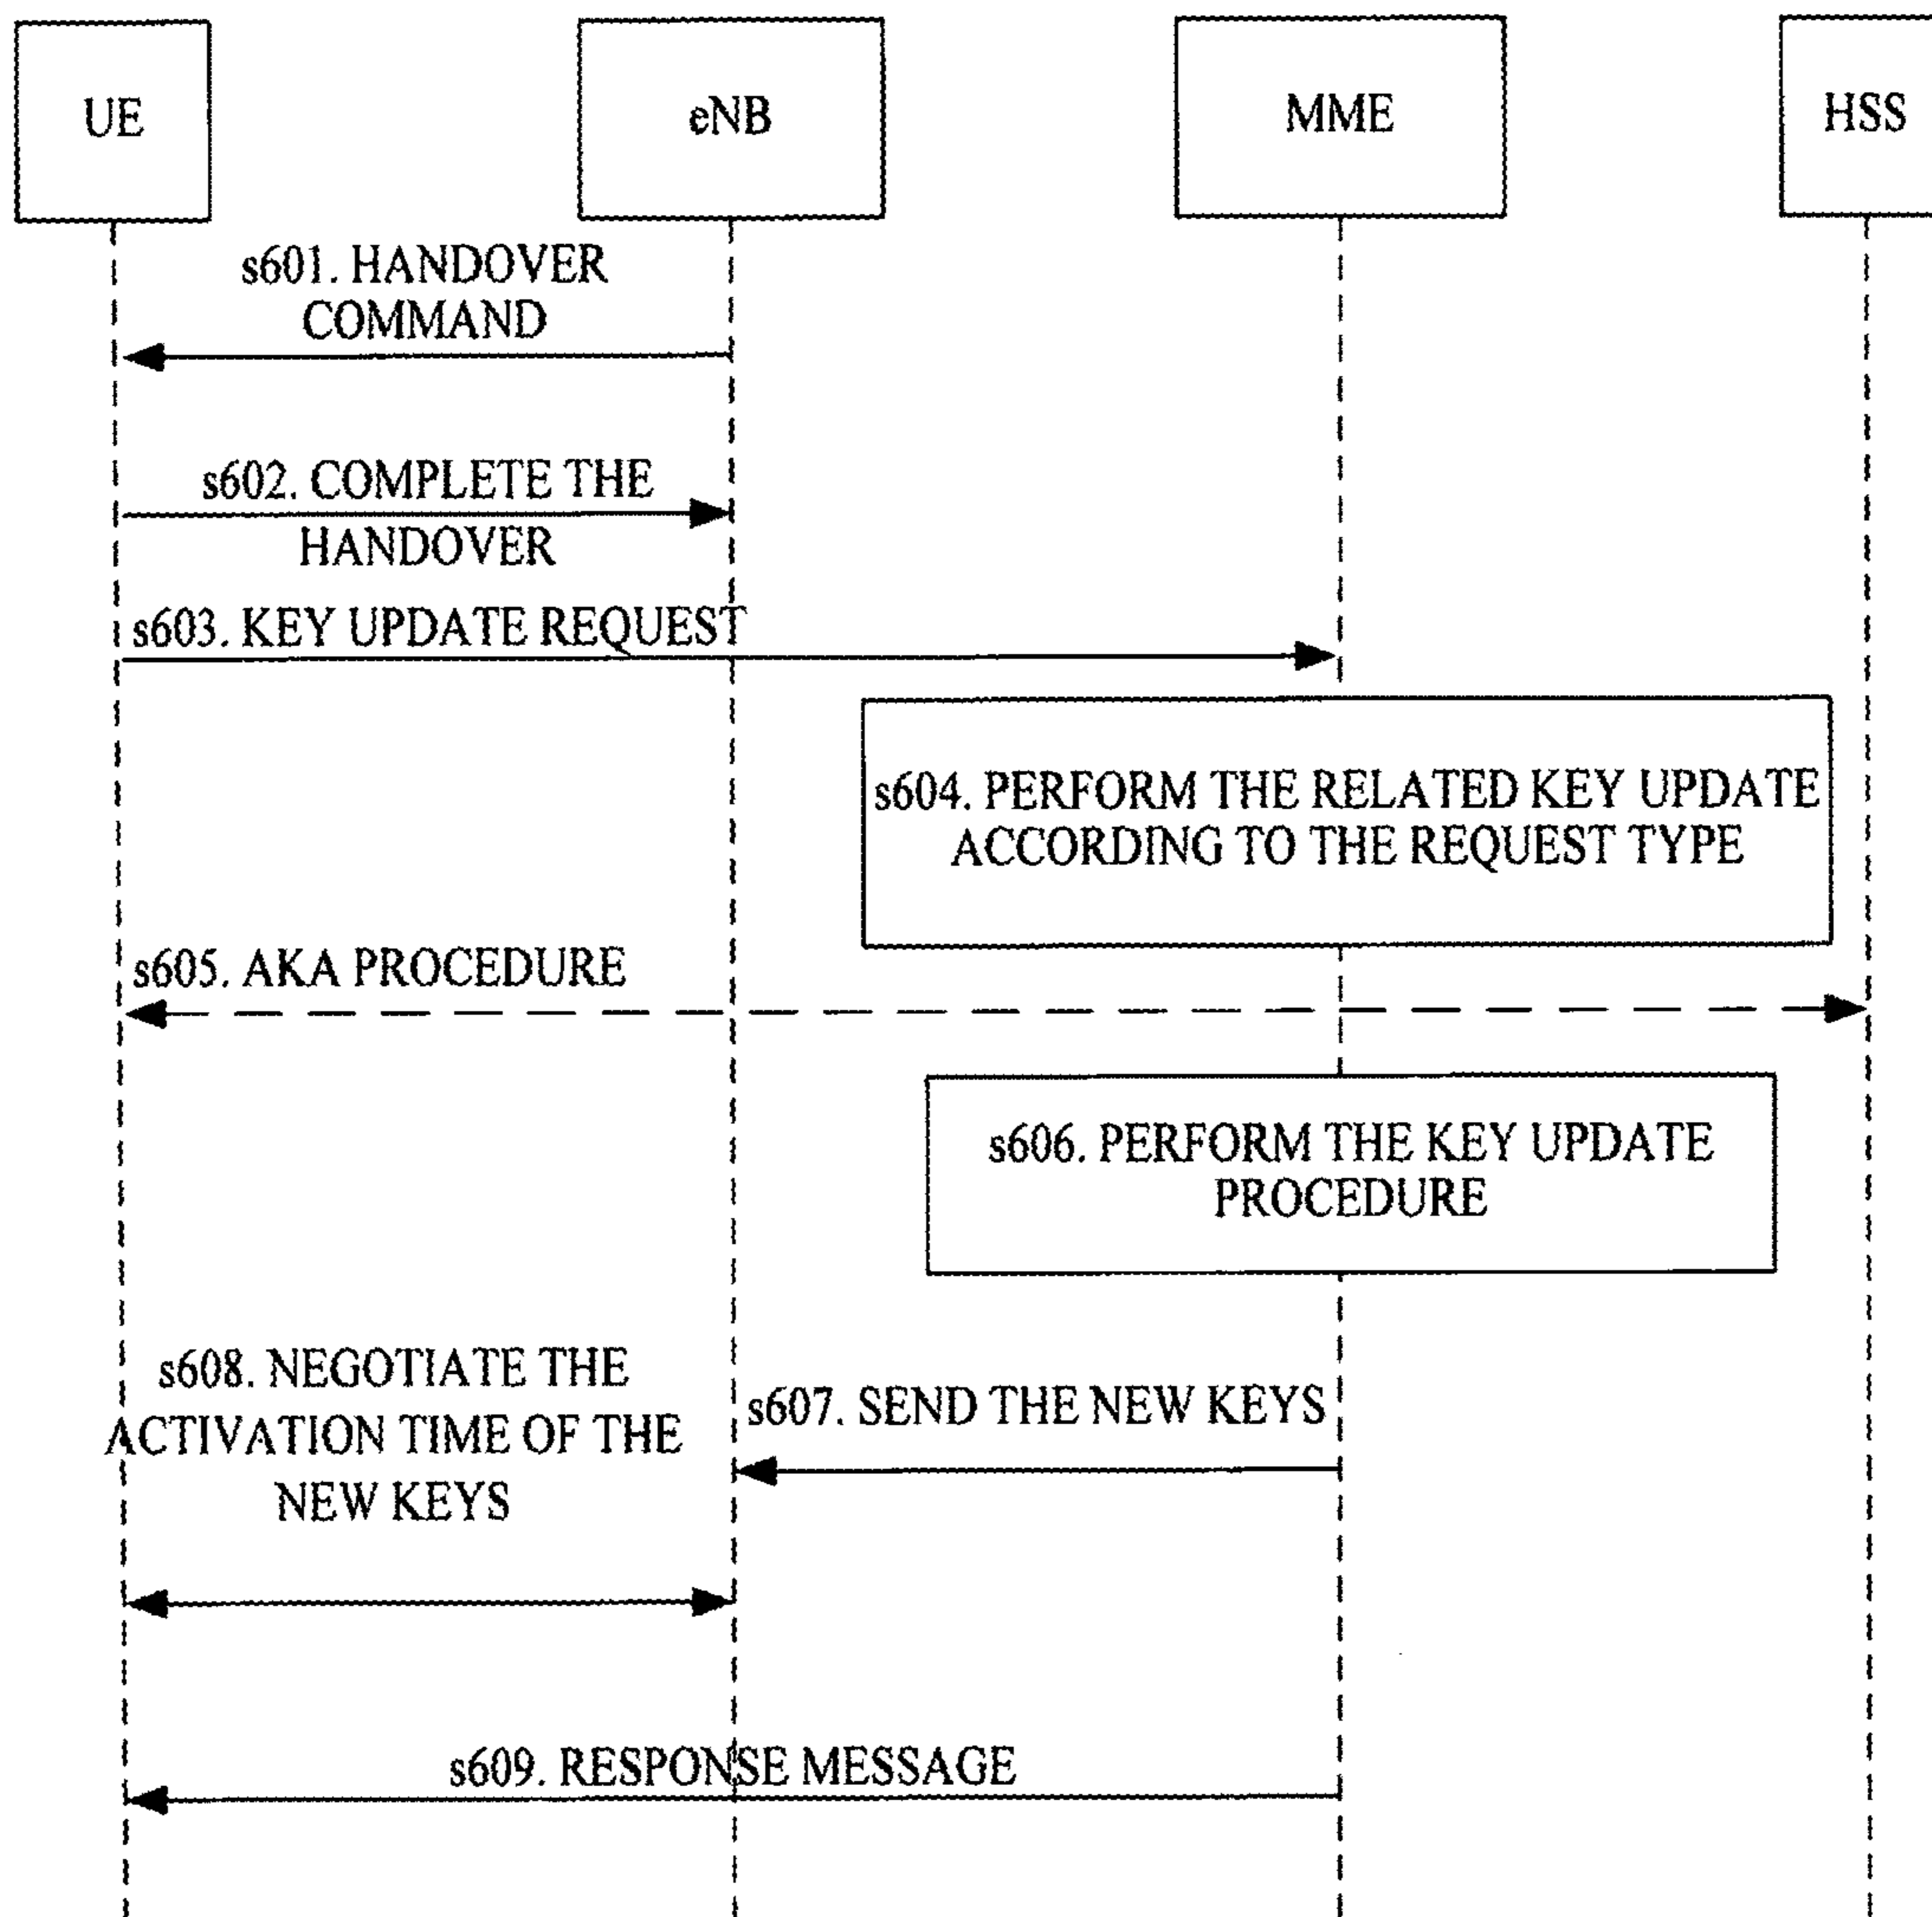 UE
eNB
MME
HSS
s601. HANDOVER
COMMAND
s602. COMPLETE THE
HANDOVER
s603. KEY UPDATE REQUEST
s604. PERFORM THE RELATED KEY UPDATE
ACCORDING TO THE REQUEST TYPE
s605. AKA PROCEDURE
s606. PERFORM THE KEY UPDATE
PROCEDURE
s608. NEGOTIATE THE
ACTIVATION TIME OF THE
NEW KEYS
s607. SEND THE NEW KEYS
s609. RESPONSE MESSAGE